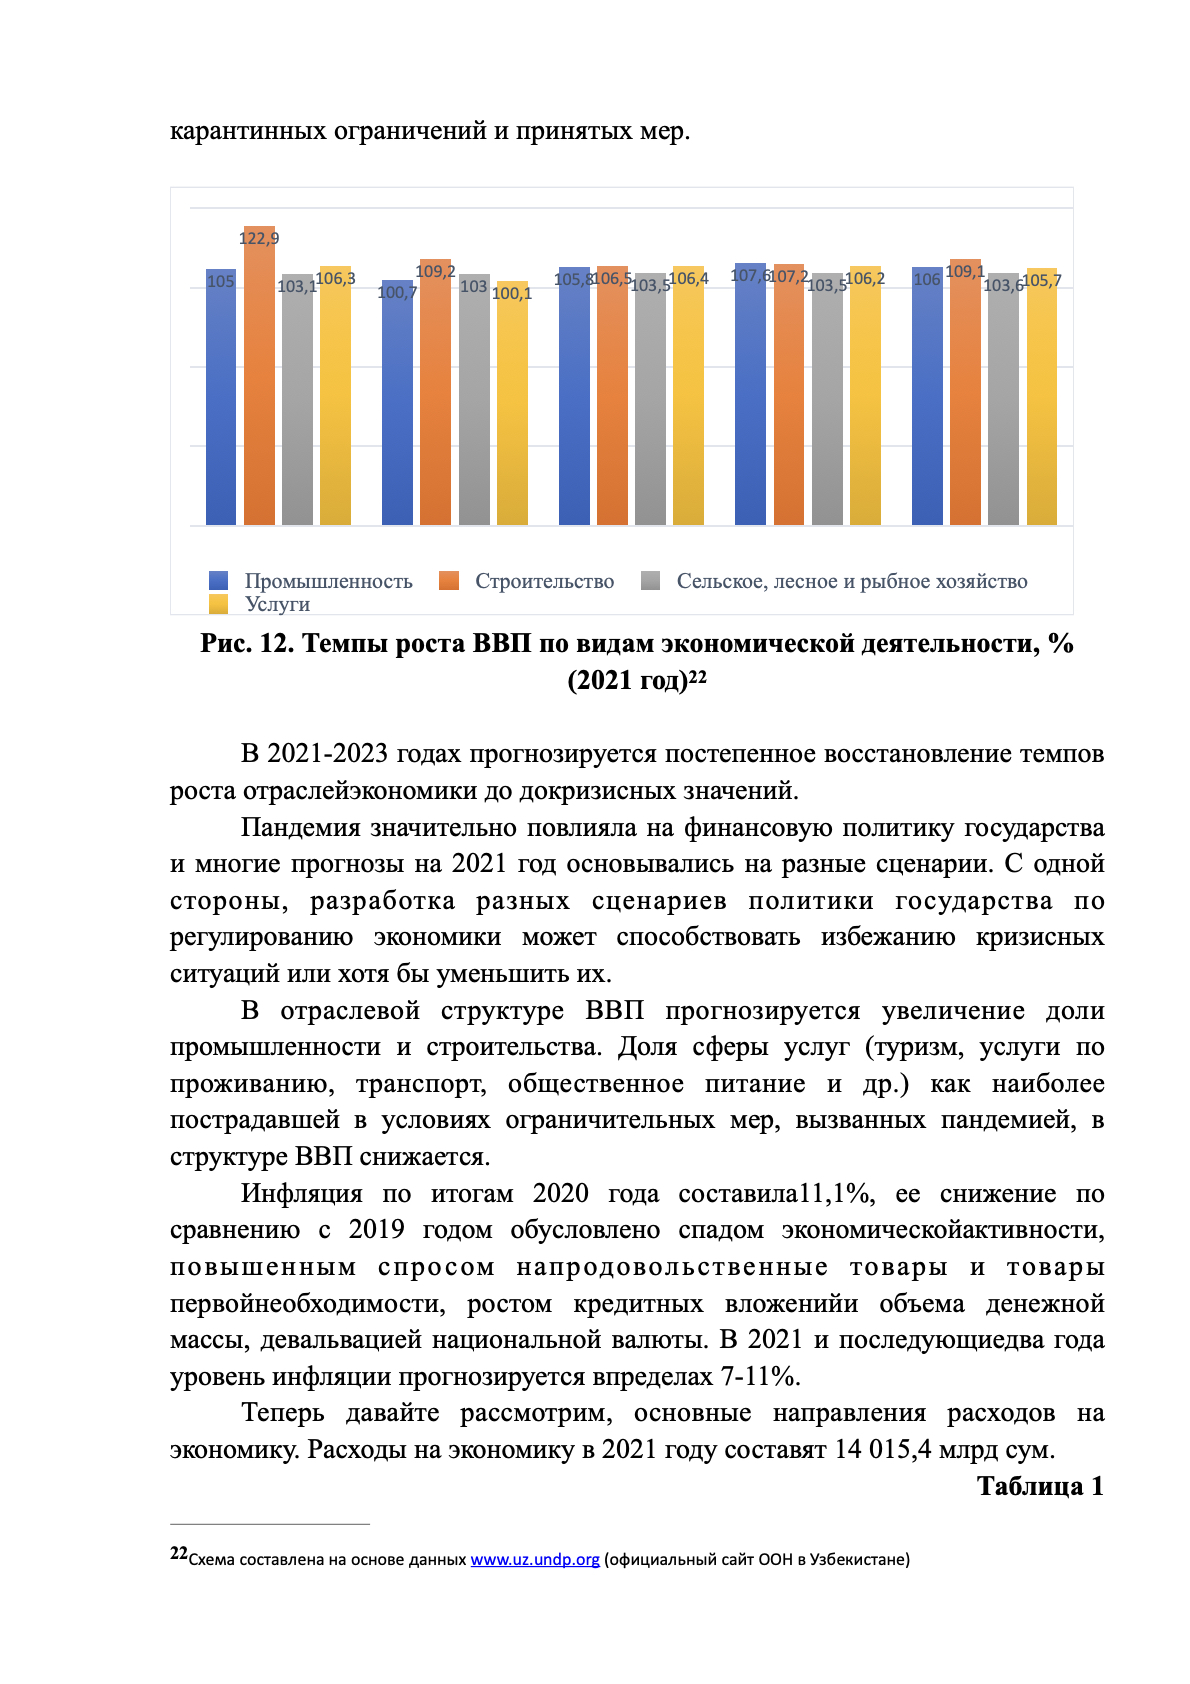 карантинных ограничений и принятых мер.
105 122,9 103,1 106,3 100,7 109,2 103 100,1 105,8 106,5 103,5 106,4 107,6 107,2 103,5 106,2 106 109,1 103,6 105,7
Промышленность Строительство Сельское, лесное и рыбное хозяйство
Услуги
Рис. 12. Темпы роста ВВП по видам экономической деятельности, %
(2021 год)22
В 2021-2023 годах прогнозируется постепенное восстановление темпов
роста отраслейэкономики до докризисных значений.
Пандемия значительно повлияла на финансовую политику государства
и многие прогнозы на 2021 год основывались на разные сценарии. С одной
стороны, разработка разных сценариев политики государства по
регулированию экономики может способствовать избежанию кризисных
ситуаций или хотя бы уменьшить их.
В отраслевой структуре ВВП прогнозируется увеличение доли
промышленности и строительства. Доля сферы услуг (туризм, услуги по
проживанию, транспорт, общественное питание и др.) как наиболее
пострадавшей в условиях ограничительных мер, вызванных пандемией, в
структуре ВВП снижается.
Инфляция по итогам 2020 года составила11,1%, ее снижение по
сравнению с 2019 годом обусловлено спадом экономическойактивности,
повышенным спросом напродовольственные товары и товары
первойнеобходимости, ростом кредитных вложенийи объема денежной
массы, девальвацией национальной валюты. В 2021 и последующиедва года
уровень инфляции прогнозируется впределах 7-11%.
Теперь давайте рассмотрим, основные направления расходов на
экономику. Расходы на экономику в 2021 году составят 14 015,4 млрд сум.
Таблица 1
22Схема составлена на основе данных www.uz.undp.org (официальный сайт ООН в Узбекистане)